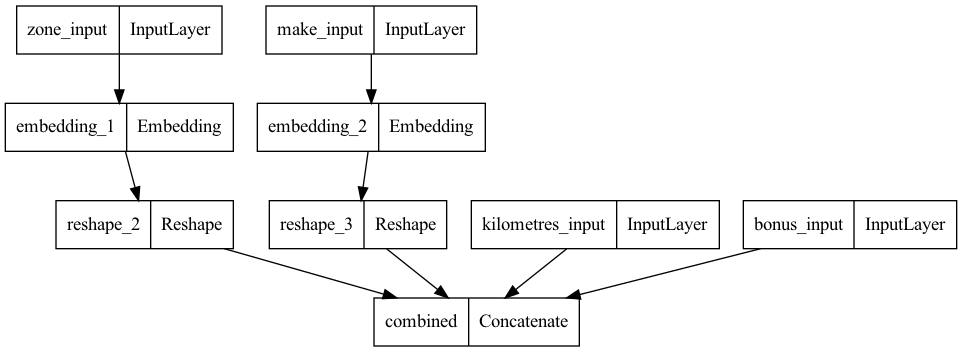 zone_input InputLayer
make_input InputLayer
embedding_1 Embedding
embedding_2 Embedding
reshape_2 Reshape
reshape_3 Reshape
kilometres_input InputLayer
bonus_input InputLayer
combined Concatenate